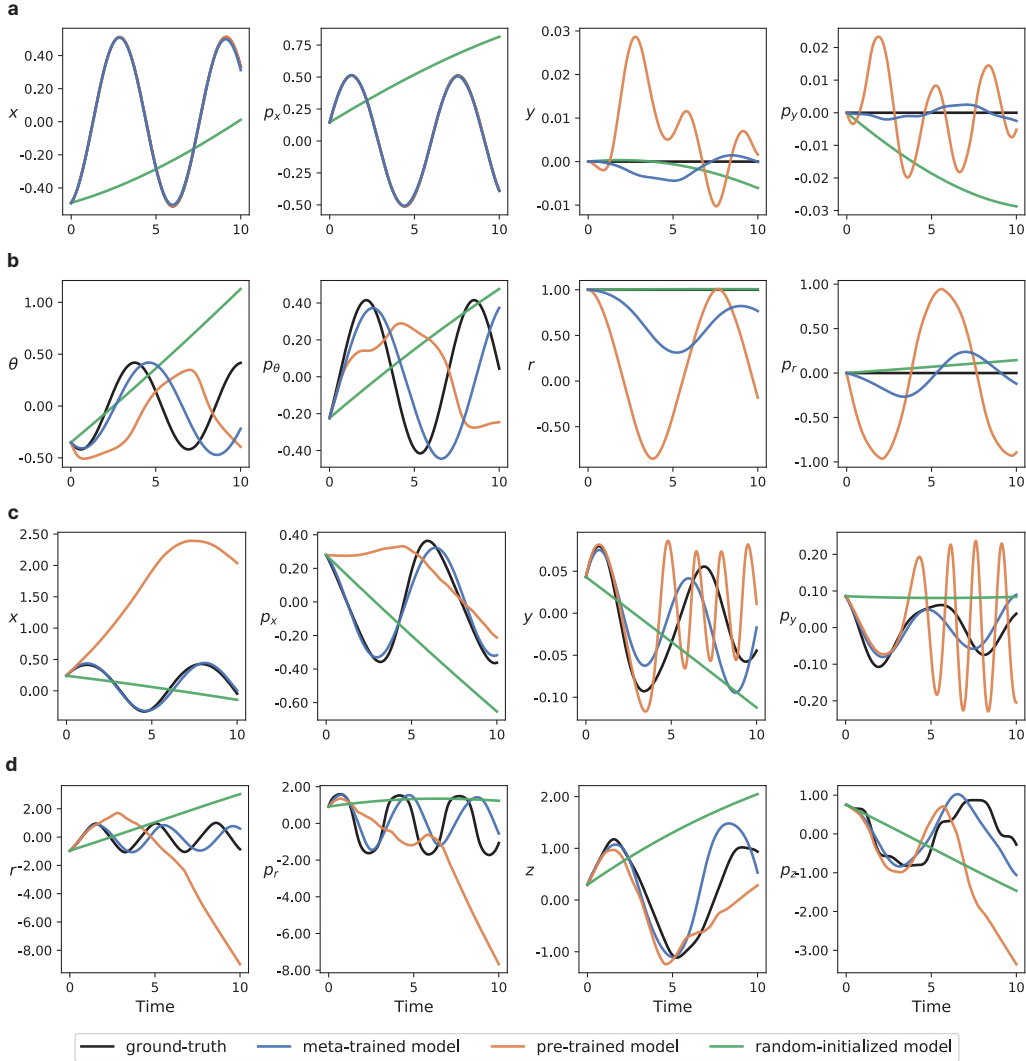 a
0.40
0.20
0.00
-0.20
-0.40
x
0 5 10
0.75
0.50
0.25
0.00
-0.25
-0.50
p_x
0 5 10
0.03
0.02
0.01
0.00
-0.01
y
0 5 10
0.02
0.01
0.00
-0.01
-0.02
-0.03
p_y
0 5 10
b
1.00
0.50
0.00
-0.50
θ
0 5 10
0.40
0.20
0.00
-0.20
-0.40
p_θ
0 5 10
1.00
0.50
0.00
-0.50
r
0 5 10
1.00
0.50
0.00
-0.50
-1.00
p_r
0 5 10
c
2.50
2.00
1.50
1.00
0.50
0.00
x
0 5 10
0.40
0.20
0.00
-0.20
-0.40
-0.60
p_x
0 5 10
0.05
0.00
-0.05
-0.10
y
0 5 10
0.20
0.10
0.00
-0.10
-0.20
p_y
0 5 10
d
2.00
0.00
-2.00
-4.00
-6.00
-8.00
r
0 5 10
Time
2.00
0.00
-2.00
-4.00
-6.00
-8.00
p_r
0 5 10
Time
2.00
1.00
0.00
-1.00
z
0 5 10
Time
1.00
0.00
-1.00
-2.00
-3.00
p_z
0 5 10
Time
ground-truth meta-trained model pre-trained model random-initialized model